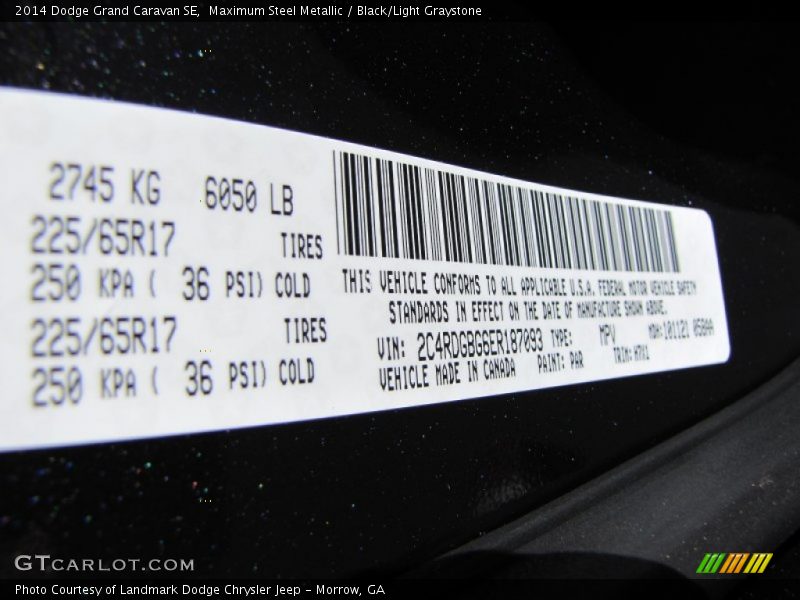 2014 Dodge Grand Caravan SE, Maximum Steel Metallic / Black/Light Graystone
2745 KG 6050 LB
225/65R17 TIRES
250 KPA ( 36 PSI) COLD
225/65R17 TIRES
250 KPA ( 36 PSI) COLD
THIS VEHICLE CONFORMS TO ALL APPLICABLE U.S.A. FEDERAL MOTOR VEHICLE SAFETY
STANDARDS IN EFFECT ON THE DATE OF MANUFACTURE SHOWN ABOVE.
VIN: 2C4RDGBG6ER187093 TYPE: MPV MDH:
VEHICLE MADE IN CANADA PAINT: PAR TRIM:
GTCARLOT.COM
Photo Courtesy of Landmark Dodge Chrysler Jeep - Morrow, GA